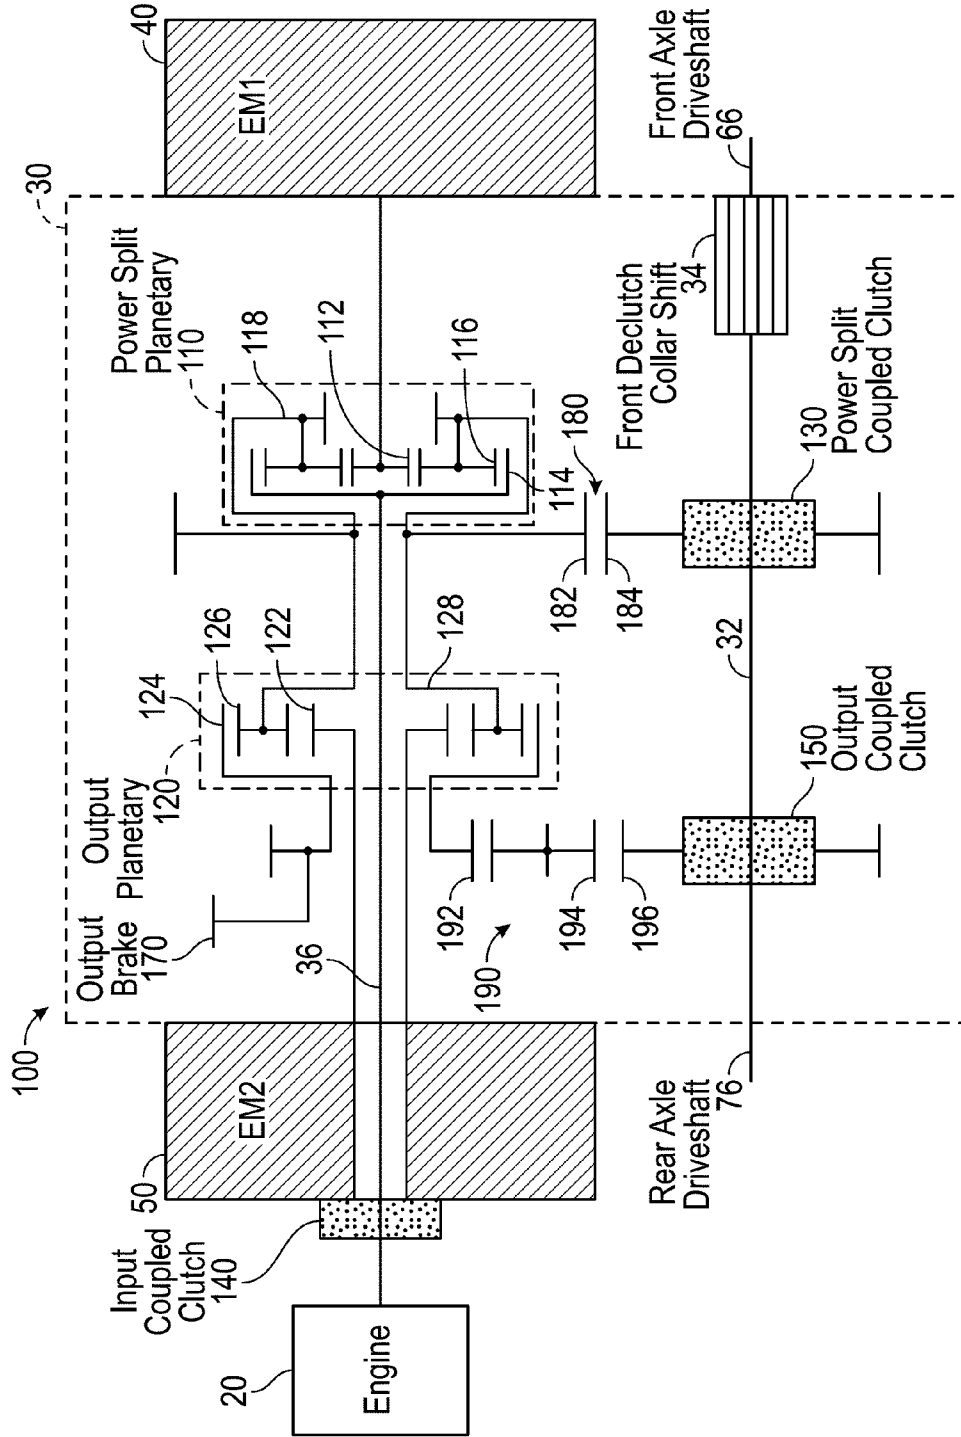 100
30
40
EM1
Power Split
Planetary
110
118
112
116
114
180
182
184
Front Declutch
Collar Shift
34
Front Axle
Driveshaft
66
130
Power Split
Coupled Clutch
Output
Planetary
120
124
126
122
128
Output
Brake
170
36
192
190
194
196
32
150
Output
Coupled
Clutch
50
EM2
Input
Coupled
Clutch
140
20
Engine
Rear Axle
Driveshaft
76